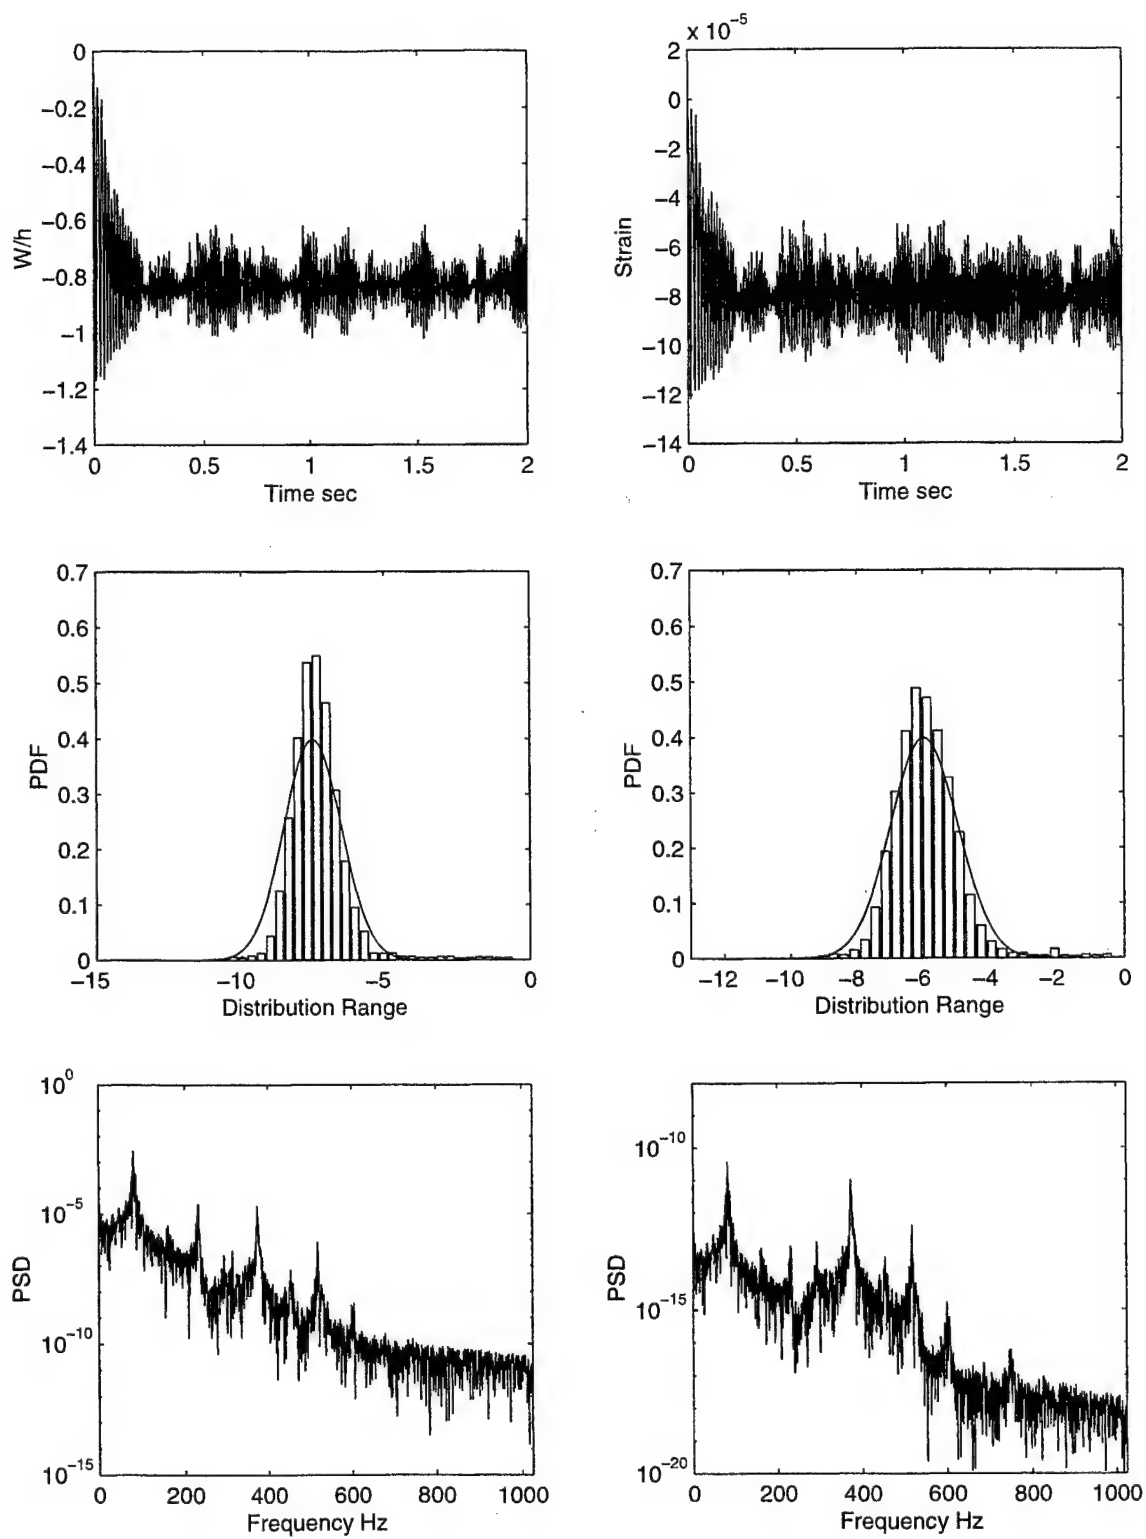 0
−0.2
−0.4
−0.6
−0.8
−1
−1.2
−1.4
W/h
0 0.5 1 1.5 2
Time sec
x 10⁻⁵
2
0
−2
−4
−6
−8
−10
−12
−14
Strain
0 0.5 1 1.5 2
Time sec
0.7
0.6
0.5
0.4
0.3
0.2
0.1
0
PDF
−15 −10 −5 0
Distribution Range
0.7
0.6
0.5
0.4
0.3
0.2
0.1
0
PDF
−12 −10 −8 −6 −4 −2 0
Distribution Range
10⁰
10⁻⁵
10⁻¹⁰
10⁻¹⁵
PSD
0 200 400 600 800 1000
Frequency Hz
10⁻¹⁰
10⁻¹⁵
10⁻²⁰
PSD
0 200 400 600 800 1000
Frequency Hz